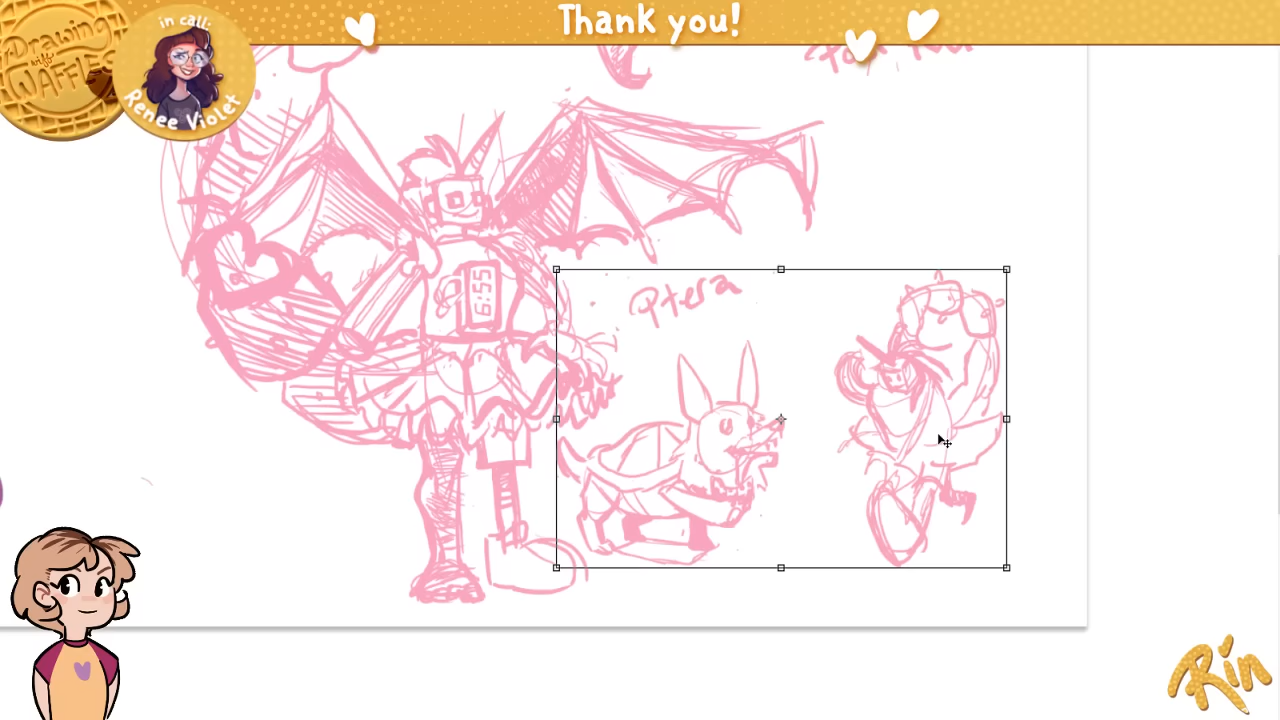 Thank you!
Drawing
with
WAFFLES
in call:
Renee Violet
6:55
Ptera
Rin